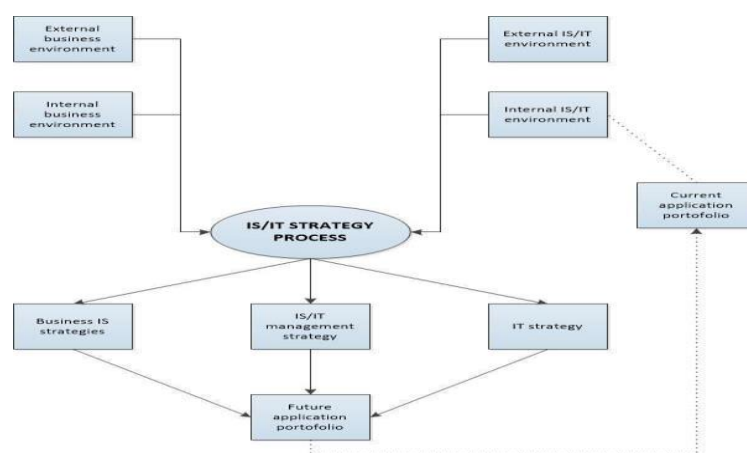 External
business
environment
External IS/IT
environment
Internal
business
environment
Internal IS/IT
environment
Current
application
portofolio
IS/IT STRATEGY
PROCESS
Business IS
strategies
IS/IT
management
strategy
IT strategy
Future
application
portofolio